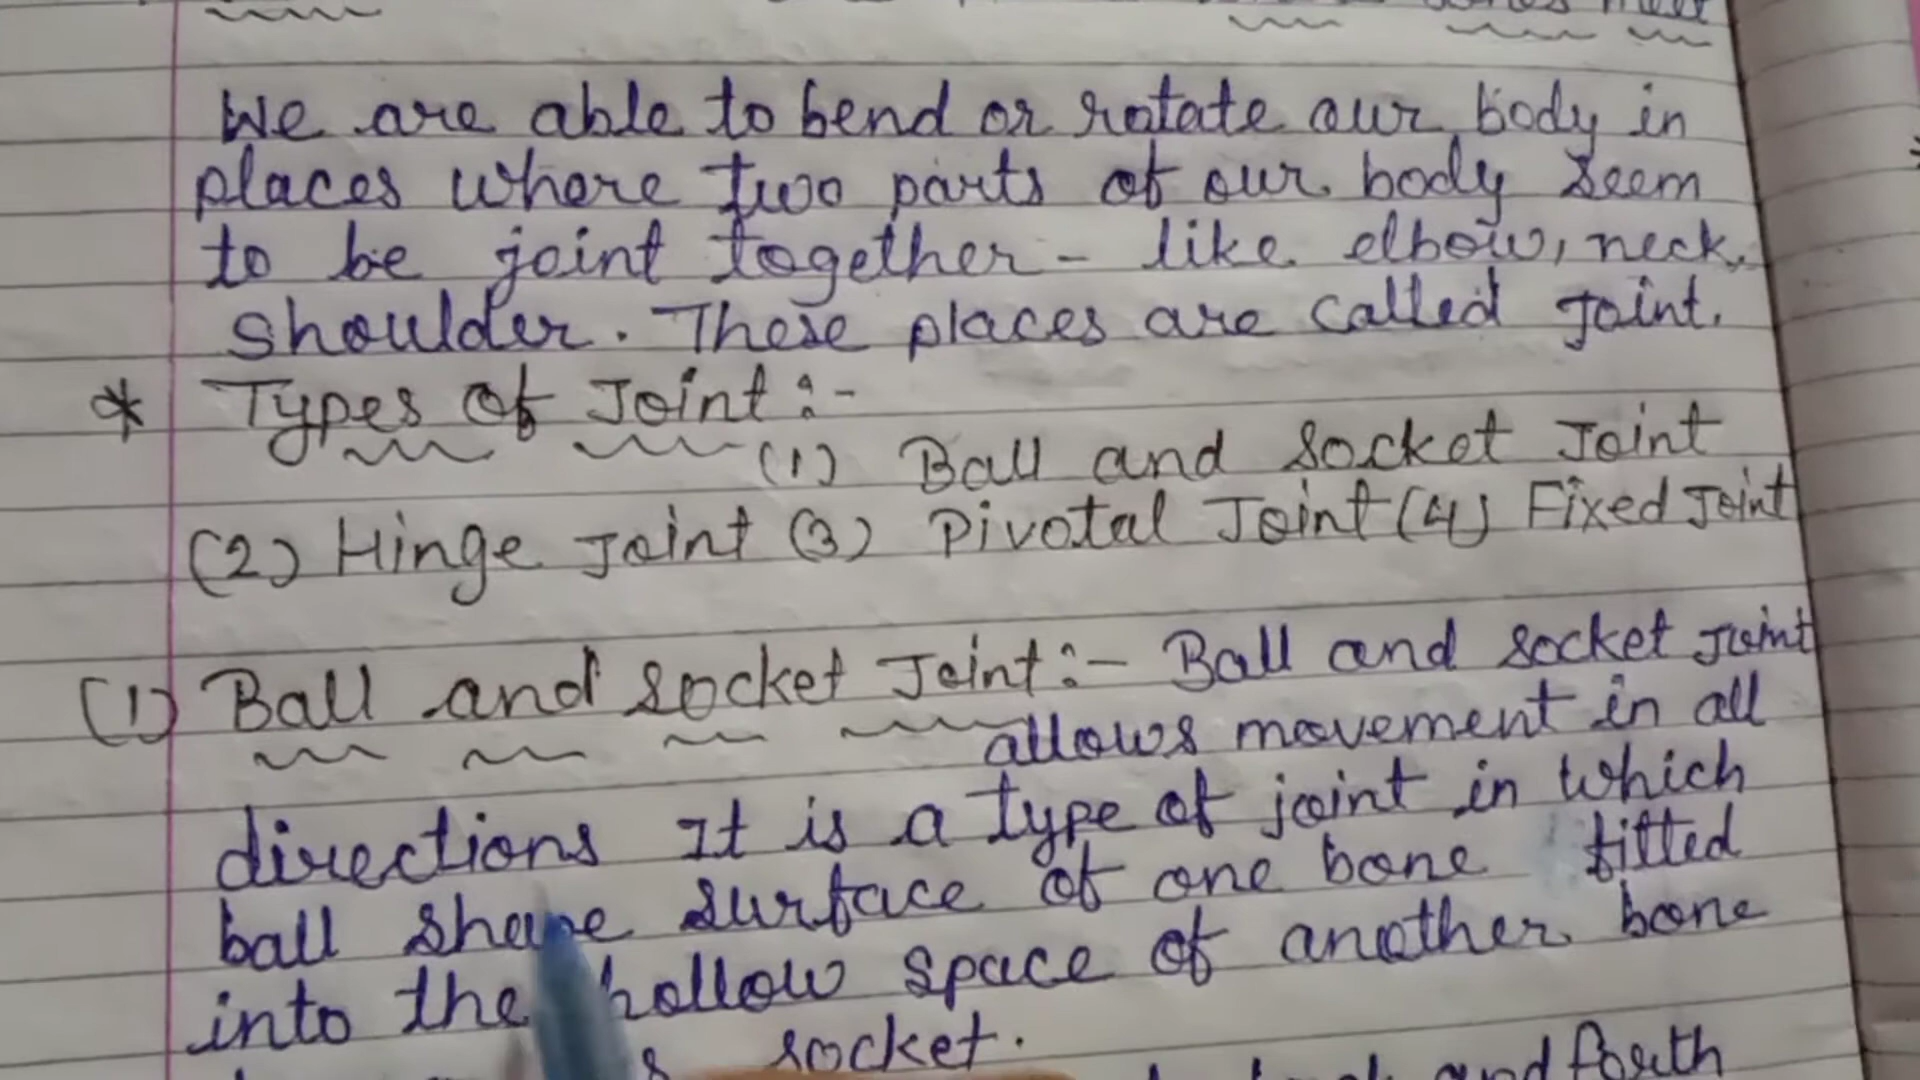 meet
We are able to bend or rotate our body in
places where two parts of our body seem
to be joint together - like elbow, neck,
shoulder. These places are called Joint.
* Types of Joint :-
(1) Ball and Socket Joint
(2) Hinge Joint (3) Pivotal Joint (4) Fixed Joint
(1) Ball and Socket Joint :- Ball and socket Joint
allows movement in all
directions It is a type of joint in which
ball shape surface of one bone fitted
into the hollow space of another bone
socket.
and forth